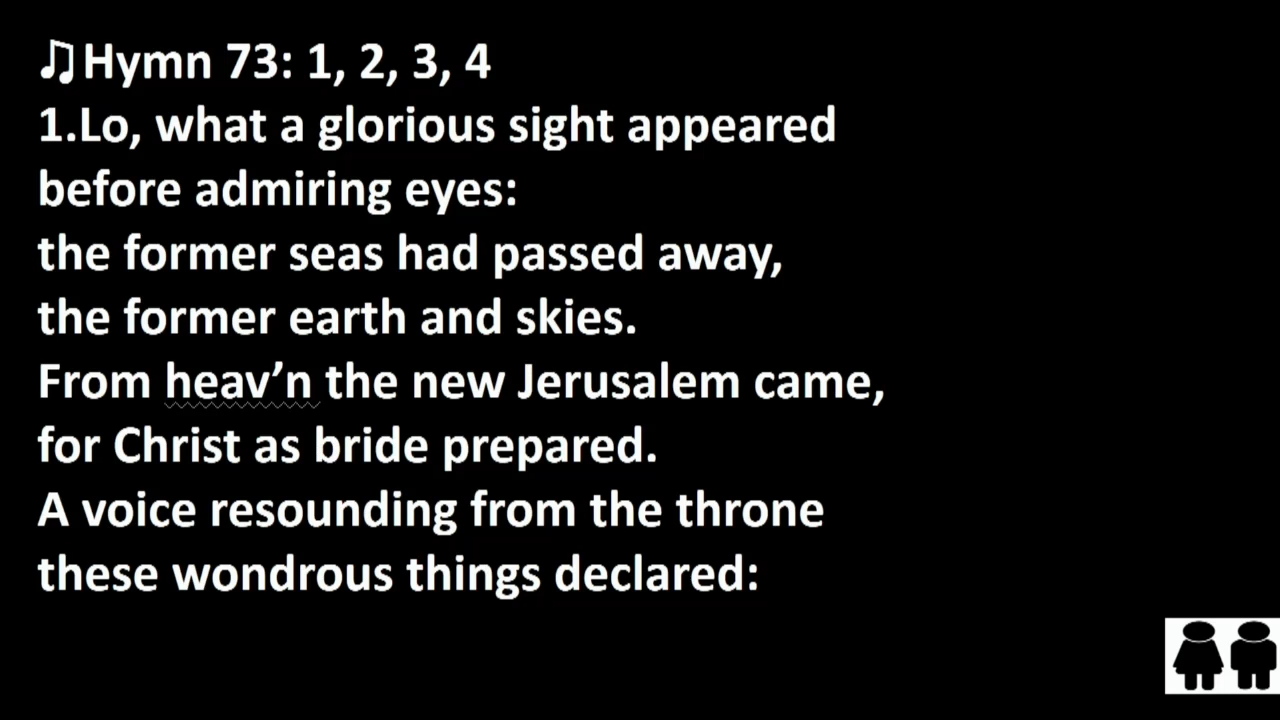 ♫Hymn 73: 1, 2, 3, 4
1.Lo, what a glorious sight appeared
before admiring eyes:
the former seas had passed away,
the former earth and skies.
From heav’n the new Jerusalem came,
for Christ as bride prepared.
A voice resounding from the throne
these wondrous things declared: